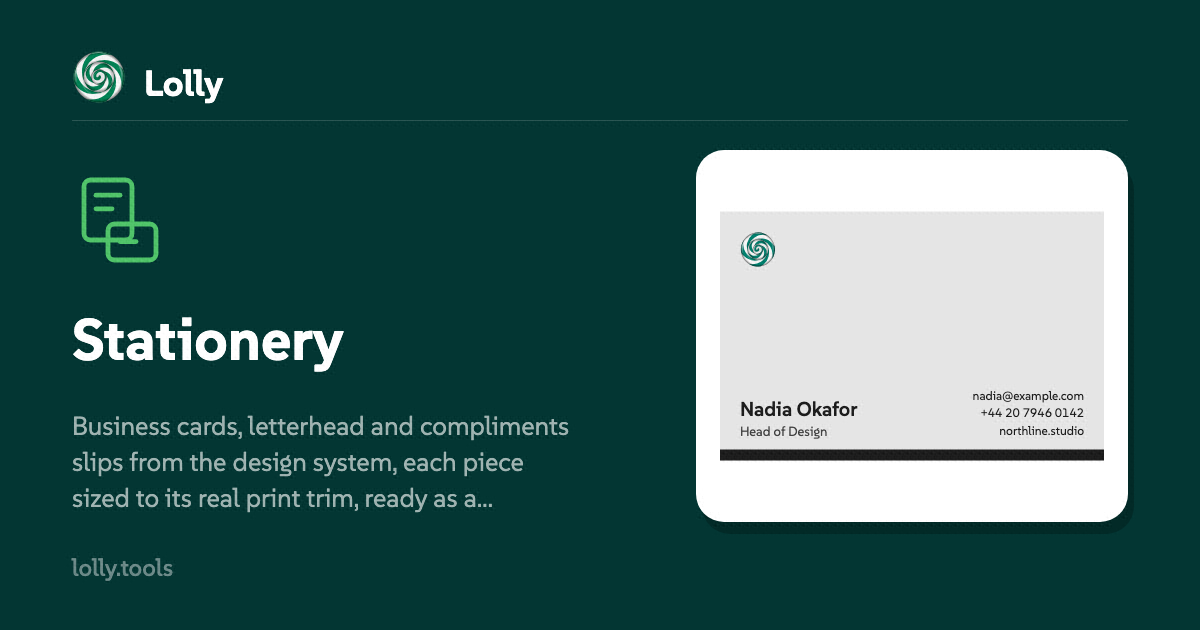 Lolly
Stationery
Business cards, letterhead and compliments
slips from the design system, each piece
sized to its real print trim, ready as a...
lolly.tools
Nadia Okafor
Head of Design
nadia@example.com
+44 20 7946 0142
northline.studio